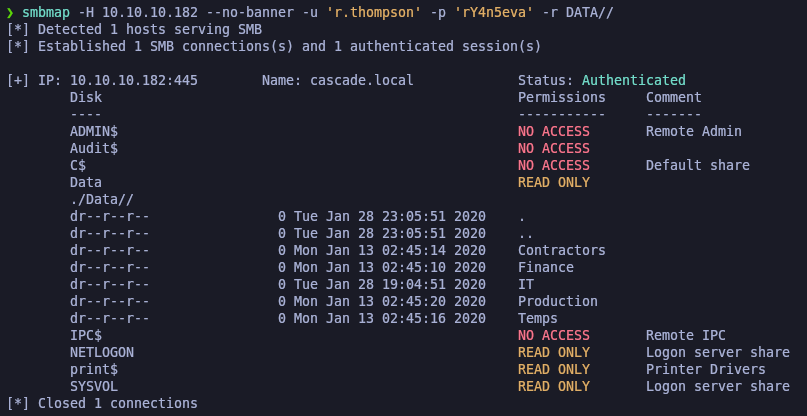 ❯ smbmap -H 10.10.10.182 --no-banner -u 'r.thompson' -p 'rY4n5eva' -r DATA//
[*] Detected 1 hosts serving SMB
[*] Established 1 SMB connections(s) and 1 authenticated session(s)
[+] IP: 10.10.10.182:445 Name: cascade.local Status: Authenticated
Disk Permissions Comment
---- ----------- -------
ADMIN$ NO ACCESS Remote Admin
Audit$ NO ACCESS
C$ NO ACCESS Default share
Data READ ONLY
./Data//
dr--r--r-- 0 Tue Jan 28 23:05:51 2020 .
dr--r--r-- 0 Tue Jan 28 23:05:51 2020 ..
dr--r--r-- 0 Mon Jan 13 02:45:14 2020 Contractors
dr--r--r-- 0 Mon Jan 13 02:45:10 2020 Finance
dr--r--r-- 0 Tue Jan 28 19:04:51 2020 IT
dr--r--r-- 0 Mon Jan 13 02:45:20 2020 Production
dr--r--r-- 0 Mon Jan 13 02:45:16 2020 Temps
IPC$ NO ACCESS Remote IPC
NETLOGON READ ONLY Logon server share
print$ READ ONLY Printer Drivers
SYSVOL READ ONLY Logon server share
[*] Closed 1 connections